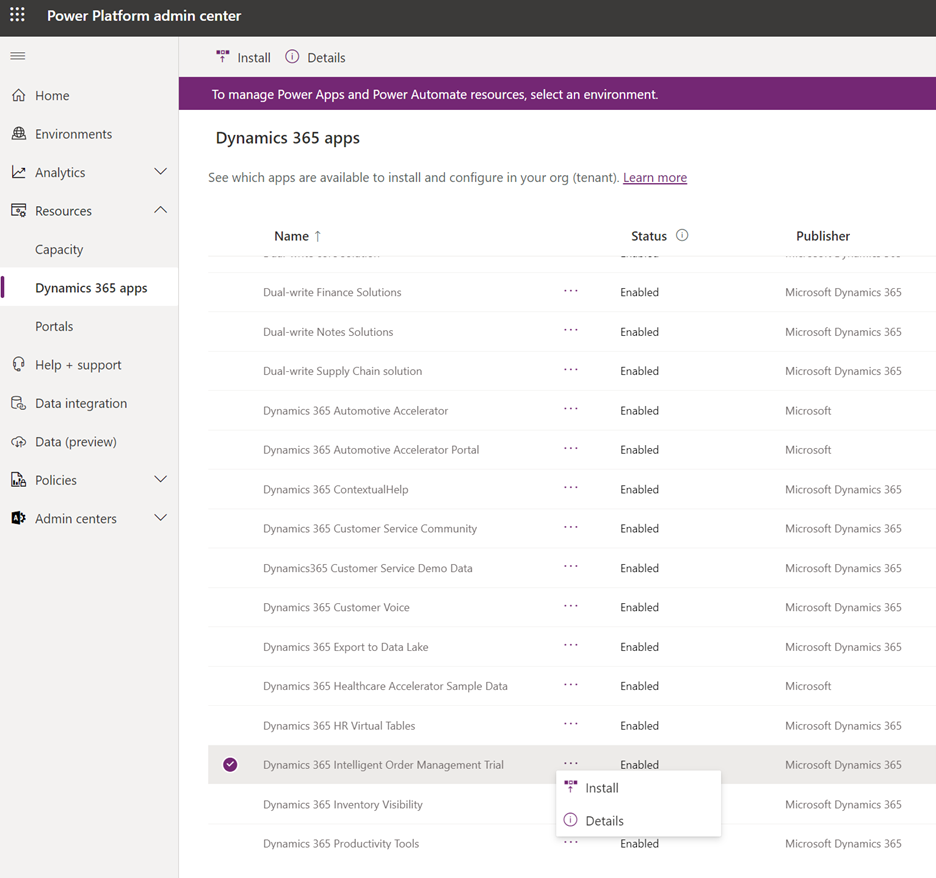 Power Platform admin center
Install Details
To manage Power Apps and Power Automate resources, select an environment.
Home
Environments
Analytics
Resources
Capacity
Dynamics 365 apps
Portals
Help + support
Data integration
Data (preview)
Policies
Admin centers
Dynamics 365 apps
See which apps are available to install and configure in your org (tenant). Learn more
Name ↑ Status Publisher
Dual-write Finance Solutions ... Enabled Microsoft Dynamics 365
Dual-write Notes Solutions ... Enabled Microsoft Dynamics 365
Dual-write Supply Chain solution ... Enabled Microsoft Dynamics 365
Dynamics 365 Automotive Accelerator ... Enabled Microsoft
Dynamics 365 Automotive Accelerator Portal ... Enabled Microsoft
Dynamics 365 ContextualHelp ... Enabled Microsoft Dynamics 365
Dynamics 365 Customer Service Community ... Enabled Microsoft Dynamics 365
Dynamics365 Customer Service Demo Data ... Enabled Microsoft Dynamics 365
Dynamics 365 Customer Voice ... Enabled Microsoft Dynamics 365
Dynamics 365 Export to Data Lake ... Enabled Microsoft Dynamics 365
Dynamics 365 Healthcare Accelerator Sample Data ... Enabled Microsoft
Dynamics 365 HR Virtual Tables ... Enabled Microsoft Dynamics 365
Dynamics 365 Intelligent Order Management Trial ... Enabled Microsoft Dynamics 365
Install
Dynamics 365 Inventory Visibility Microsoft Dynamics 365
Details
Dynamics 365 Productivity Tools ... Enabled Microsoft Dynamics 365